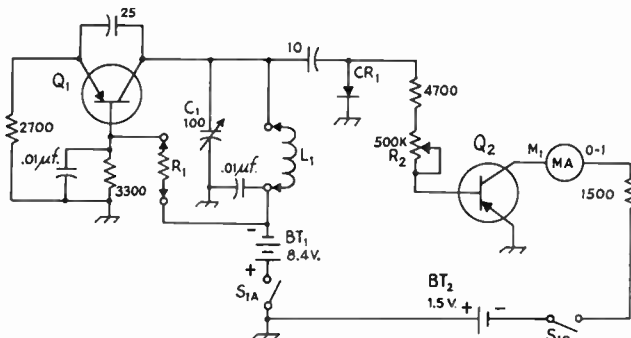 25
Q1
10
CR1
2700
C1
100
4700
.01µf.
R1
.01µf.
L1
500K
R2
Q2
M1
MA
0-1
3300
1500
-
BT1
8.4V.
+
S1A
BT2
1.5V.
+
-